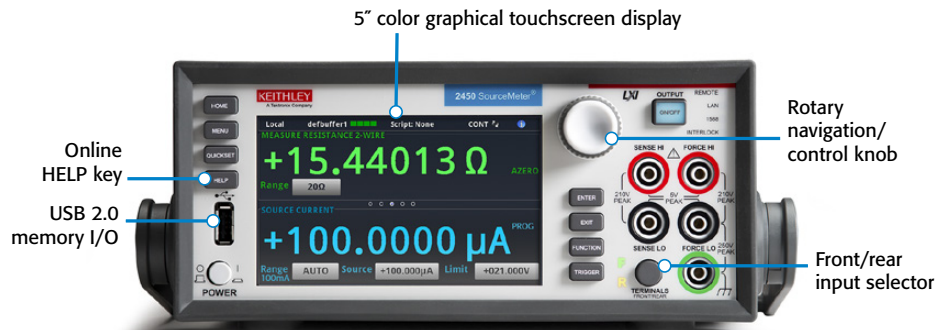 5″ color graphical touchscreen display
KEITHLEY
A Tektronix Company
2450 SourceMeter®
LXI
OUTPUT
ON/OFF
REMOTE
LAN
1588
INTERLOCK
HOME
MENU
QUICKSET
HELP
Online
HELP key
USB 2.0
memory I/O
POWER
Local defbuffer1 Script: None CONT
MEASURE RESISTANCE 2-WIRE
+15.44013 Ω
AZERO
Range 20Ω
SOURCE CURRENT
+100.0000 µA
PROG
Range 100mA AUTO Source +100.000µA Limit +021.000V
ENTER
EXIT
FUNCTION
TRIGGER
Rotary
navigation/
control knob
SENSE HI FORCE HI
210V
PEAK
5V
PEAK
210V
PEAK
SENSE LO FORCE LO
250V
PEAK
F
R
TERMINALS
FRONT/REAR
Front/rear
input selector